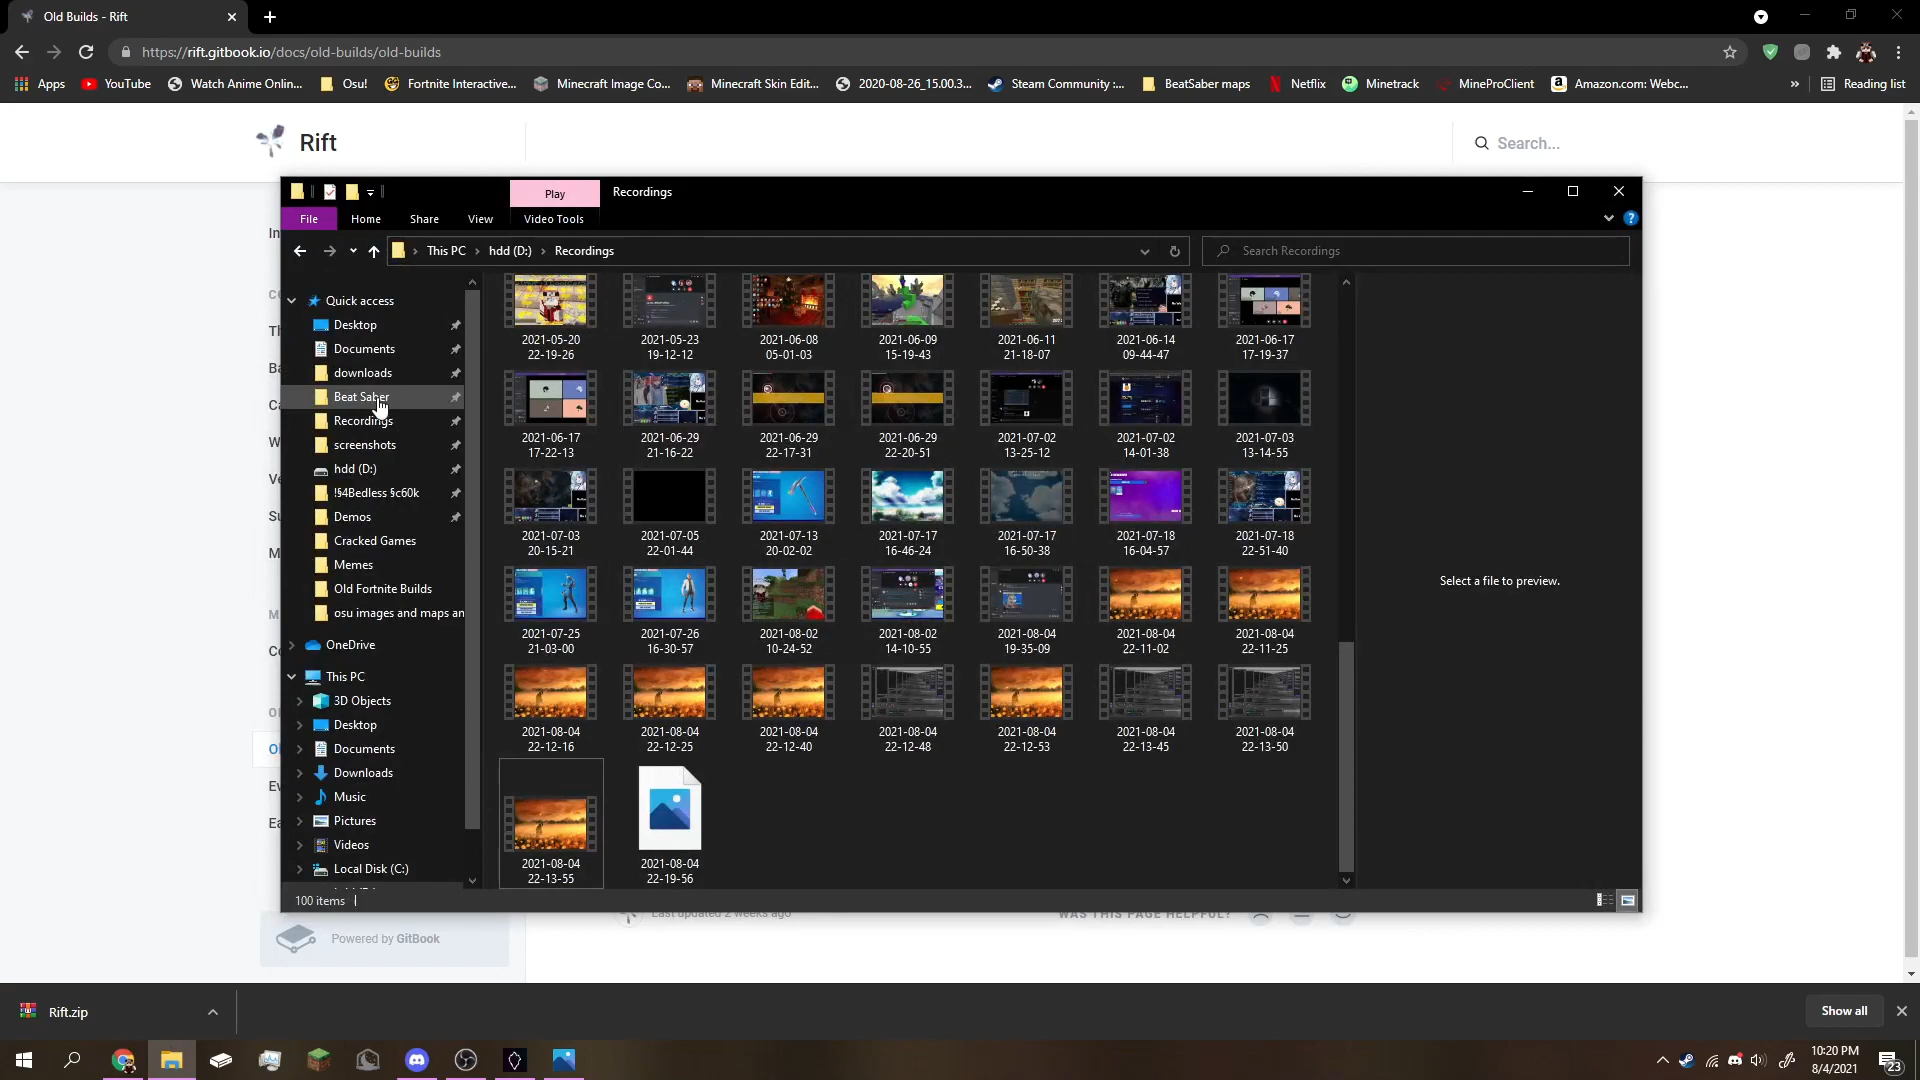 Old Builds - Rift
https://rift.gitbook.io/docs/old-builds/old-builds
Apps
YouTube
Watch Anime Onlin...
Osu!
Fortnite Interactive...
Minecraft Image Co...
Minecraft Skin Edit...
2020-08-26_15.00.3...
Steam Community :...
BeatSaber maps
Netflix
Minetrack
MineProClient
Amazon.com: Webc...
»
Reading list
Rift
Search...
Play
Recordings
File
Home
Share
View
Video Tools
This PC
hdd (D:)
Recordings
Search Recordings
Quick access
Desktop
Documents
downloads
Beat Saber
Recordings
screenshots
hdd (D:)
!§4Bedless §c60k
Demos
Cracked Games
Memes
Old Fortnite Builds
osu images and maps an
OneDrive
This PC
3D Objects
Desktop
Documents
Downloads
Music
Pictures
Videos
Local Disk (C:)
2021-05-20
22-19-26
2021-05-23
19-12-12
2021-06-08
05-01-03
2021-06-09
15-19-43
2021-06-11
21-18-07
2021-06-14
09-44-47
2021-06-17
17-19-37
2021-06-17
17-22-13
2021-06-29
21-16-22
2021-06-29
22-17-31
2021-06-29
22-20-51
2021-07-02
13-25-12
2021-07-02
14-01-38
2021-07-03
13-14-55
2021-07-03
20-15-21
2021-07-05
22-01-44
2021-07-13
20-02-02
2021-07-17
16-46-24
2021-07-17
16-50-38
2021-07-18
16-04-57
2021-07-18
22-51-40
2021-07-25
21-03-00
2021-07-26
16-30-57
2021-08-02
10-24-52
2021-08-02
14-10-55
2021-08-04
19-35-09
2021-08-04
22-11-02
2021-08-04
22-11-25
2021-08-04
22-12-16
2021-08-04
22-12-25
2021-08-04
22-12-40
2021-08-04
22-12-48
2021-08-04
22-12-53
2021-08-04
22-13-45
2021-08-04
22-13-50
2021-08-04
22-13-55
2021-08-04
22-19-56
Select a file to preview.
100 items
Last updated 2 weeks ago
WAS THIS PAGE HELPFUL?
Powered by GitBook
Rift.zip
Show all
10:20 PM
8/4/2021
23